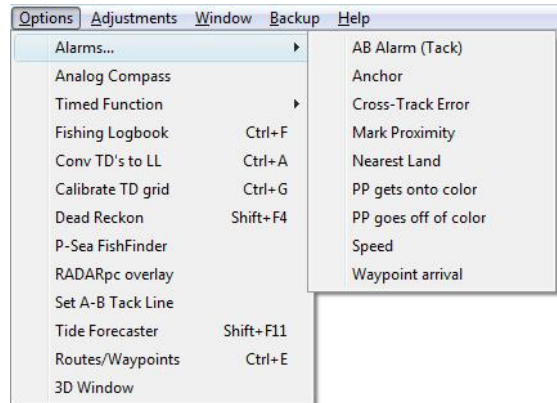 Options Adjustments Window Backup Help
Alarms...
Analog Compass
Timed Function
Fishing Logbook Ctrl+F
Conv TD's to LL Ctrl+A
Calibrate TD grid Ctrl+G
Dead Reckon Shift+F4
P-Sea FishFinder
RADARpc overlay
Set A-B Tack Line
Tide Forecaster Shift+F11
Routes/Waypoints Ctrl+E
3D Window
AB Alarm (Tack)
Anchor
Cross-Track Error
Mark Proximity
Nearest Land
PP gets onto color
PP goes off of color
Speed
Waypoint arrival